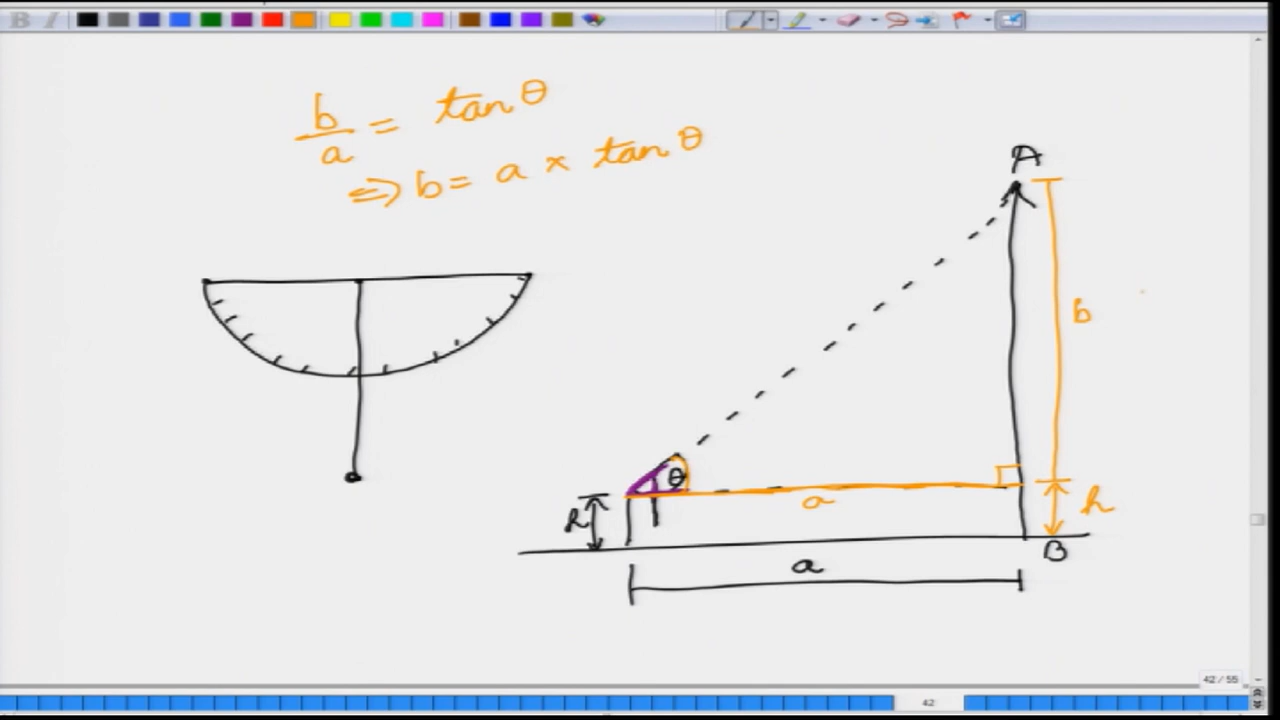 B I
b/a = tan θ
⇒ b = a × tan θ
A
b
θ
a
h
h
B
a
42 / 55
42